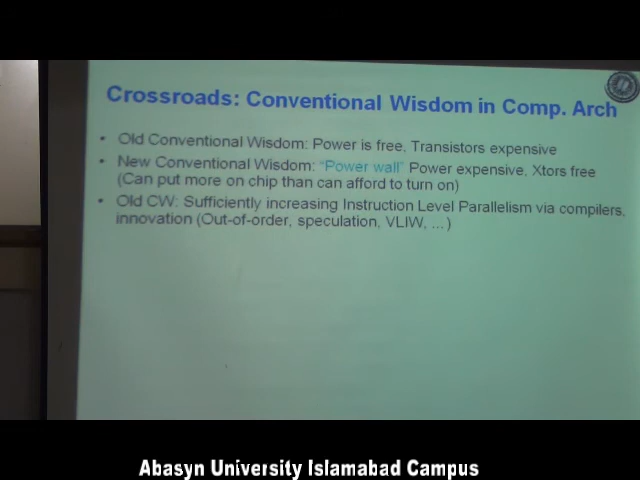 Crossroads: Conventional Wisdom in Comp. Arch
• Old Conventional Wisdom: Power is free, Transistors expensive
• New Conventional Wisdom: "Power wall" Power expensive, Xtors free
(Can put more on chip than can afford to turn on)
• Old CW: Sufficiently increasing Instruction Level Parallelism via compilers,
innovation (Out-of-order, speculation, VLIW, ...)
Abasyn University Islamabad Campus